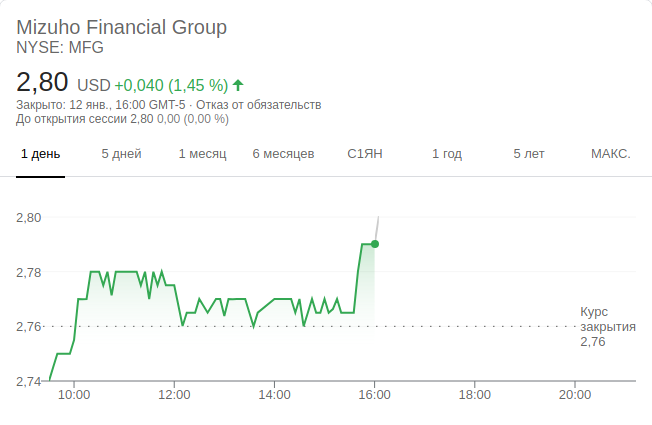 Mizuho Financial Group
NYSE: MFG
2,80 USD +0,040 (1,45 %)
Закрыто: 12 янв., 16:00 GMT-5 · Отказ от обязательств
До открытия сессии 2,80 0,00 (0,00 %)
1 день 5 дней 1 месяц 6 месяцев С1ЯН 1 год 5 лет МАКС.
2,80
2,78
2,76
2,74
Курс
закрытия
2,76
10:00 12:00 14:00 16:00 18:00 20:00